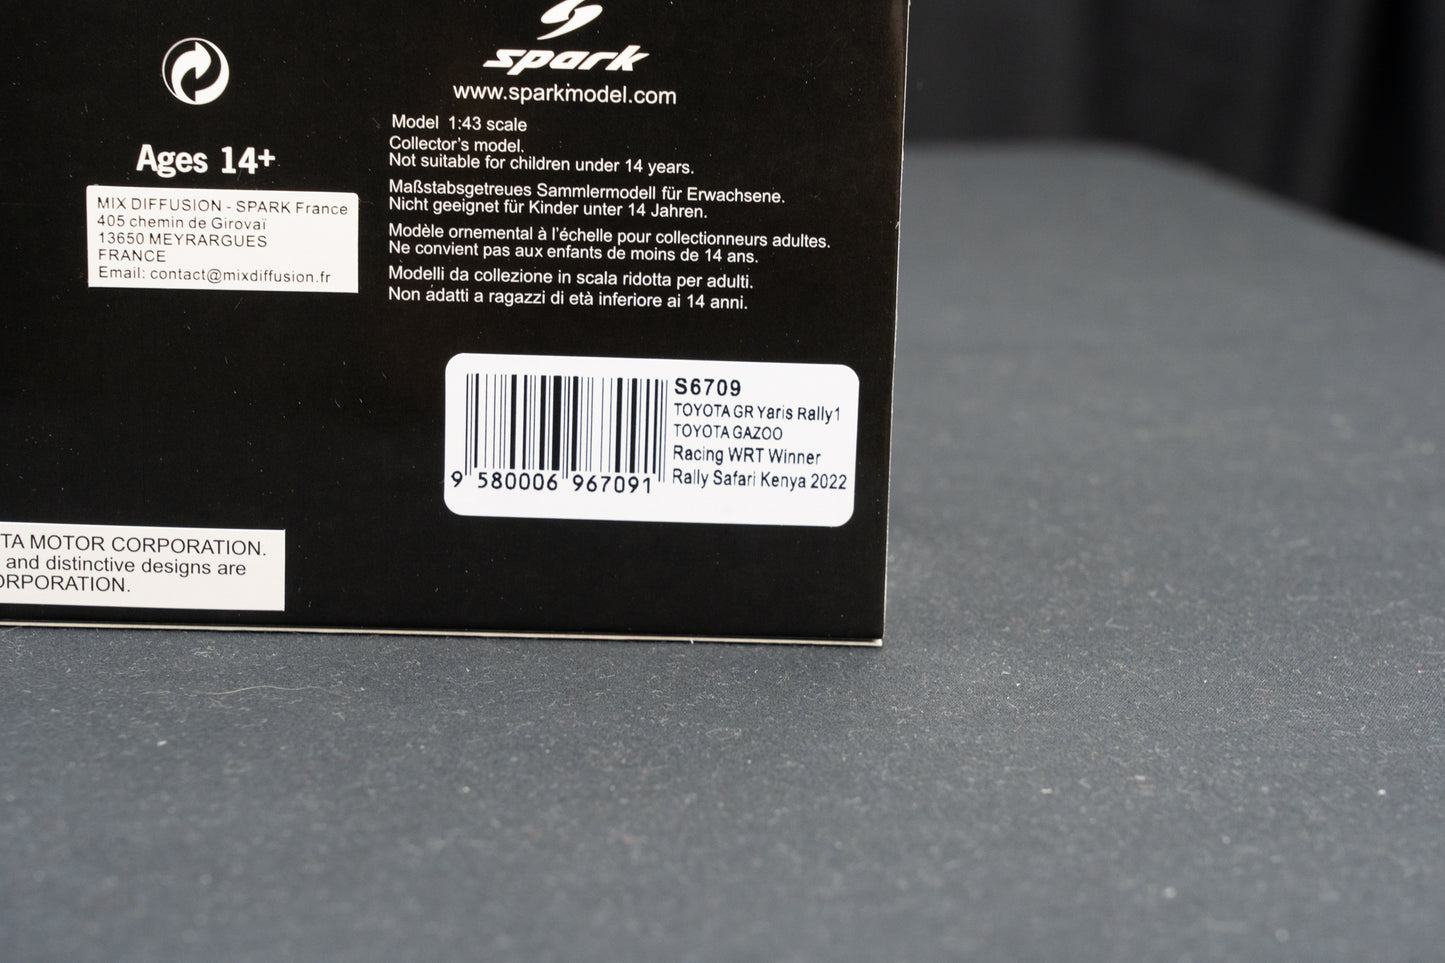 spark
www.sparkmodel.com
Model 1:43 scale
Collector's model.
Not suitable for children under 14 years.
Maßstabsgetreues Sammlermodell für Erwachsene.
Nicht geeignet für Kinder unter 14 Jahren.
Modèle ornemental à l'échelle pour collectionneurs adultes.
Ne convient pas aux enfants de moins de 14 ans.
Modelli da collezione in scala ridotta per adulti.
Non adatti a ragazzi di età inferiore ai 14 anni.
Ages 14+
MIX DIFFUSION - SPARK France
405 chemin de Girovaï
13650 MEYRARGUES
FRANCE
Email: contact@mixdiffusion.fr
S6709
TOYOTA GR Yaris Rally1
TOYOTA GAZOO
Racing WRT Winner
Rally Safari Kenya 2022
9 580006 967091
TA MOTOR CORPORATION.
and distinctive designs are
ORPORATION.